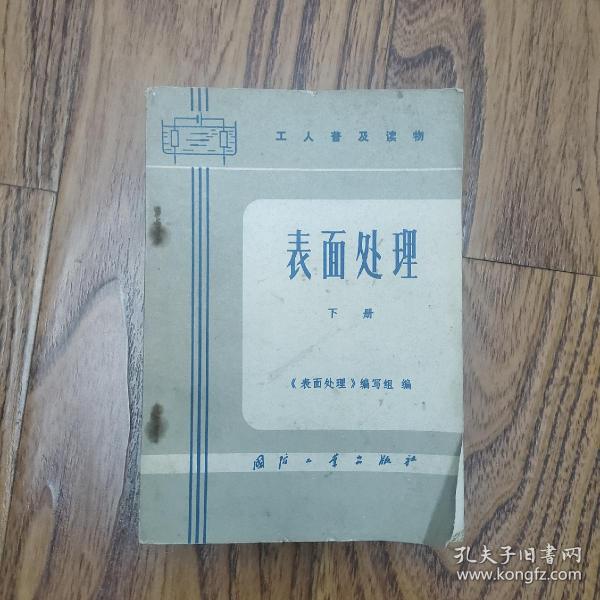 工人普及读物
表面处理
下册
《表面处理》编写组 编
国防工业出版社
孔夫子旧书网
www.kongfz.com